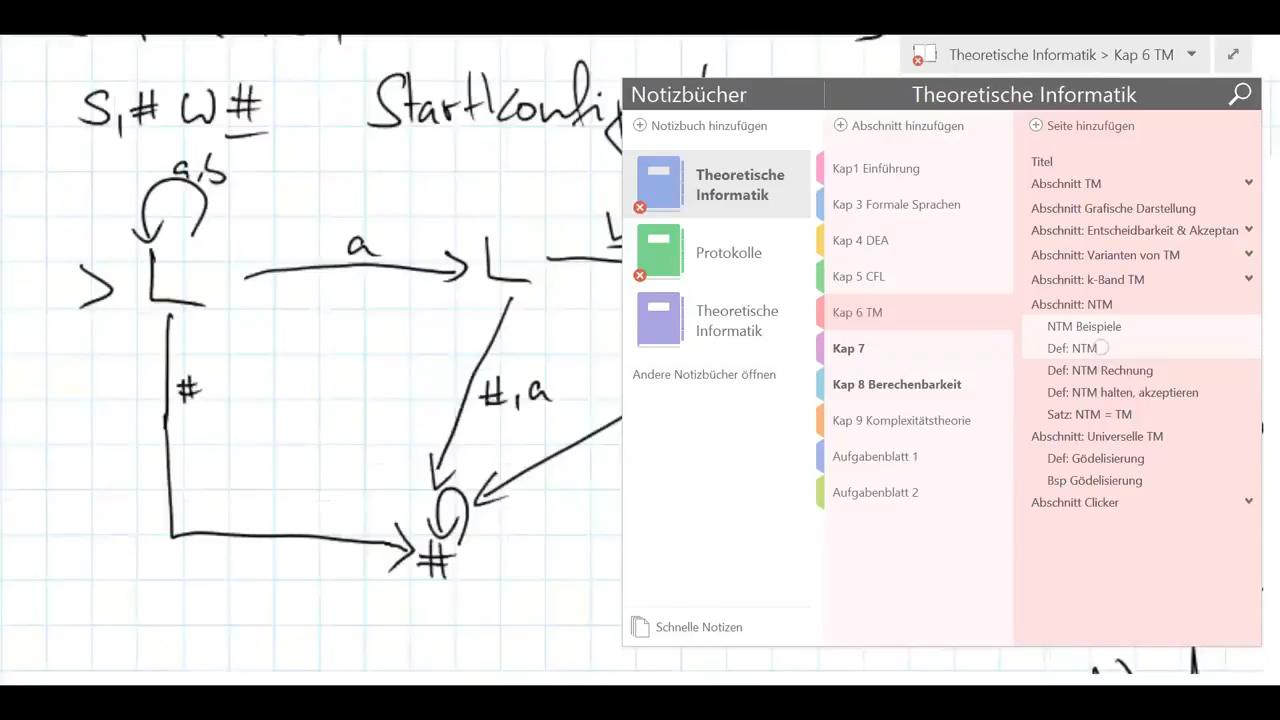 Theoretische Informatik > Kap 6 TM
S,# W #
Startkonfig
a,b
> L
a
L
#
#,a
#
Notizbücher
Theoretische Informatik
Notizbuch hinzufügen
Theoretische
Informatik
Protokolle
Theoretische
Informatik
Andere Notizbücher öffnen
Schnelle Notizen
Abschnitt hinzufügen
Kap1 Einführung
Kap 3 Formale Sprachen
Kap 4 DEA
Kap 5 CFL
Kap 6 TM
Kap 7
Kap 8 Berechenbarkeit
Kap 9 Komplexitätstheorie
Aufgabenblatt 1
Aufgabenblatt 2
Seite hinzufügen
Titel
Abschnitt TM
Abschnitt Grafische Darstellung
Abschnitt: Entscheidbarkeit & Akzeptan
Abschnitt: Varianten von TM
Abschnitt: k-Band TM
Abschnitt: NTM
NTM Beispiele
Def: NTM
Def: NTM Rechnung
Def: NTM halten, akzeptieren
Satz: NTM = TM
Abschnitt: Universelle TM
Def: Gödelisierung
Bsp Gödelisierung
Abschnitt Clicker